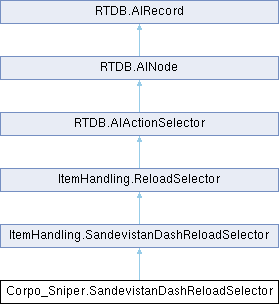 RTDB.AIRecord
RTDB.AINode
RTDB.AIActionSelector
ItemHandling.ReloadSelector
ItemHandling.SandevistanDashReloadSelector
Corpo_Sniper.SandevistanDashReloadSelector